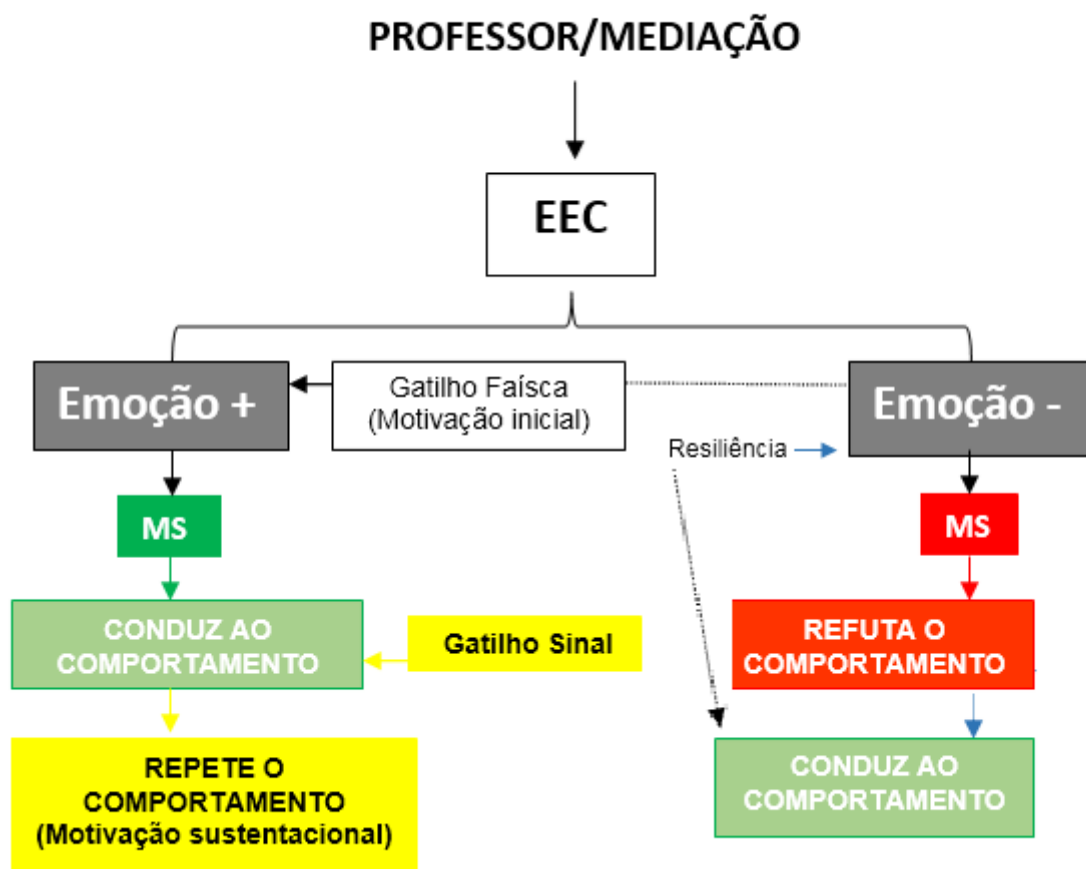 PROFESSOR/MEDIAÇÃO
EEC
Emoção +
Gatilho Faísca
(Motivação inicial)
Emoção -
Resiliência
MS
MS
CONDUZ AO
COMPORTAMENTO
Gatilho Sinal
REFUTA O
COMPORTAMENTO
REPETE O
COMPORTAMENTO
(Motivação sustentacional)
CONDUZ AO
COMPORTAMENTO